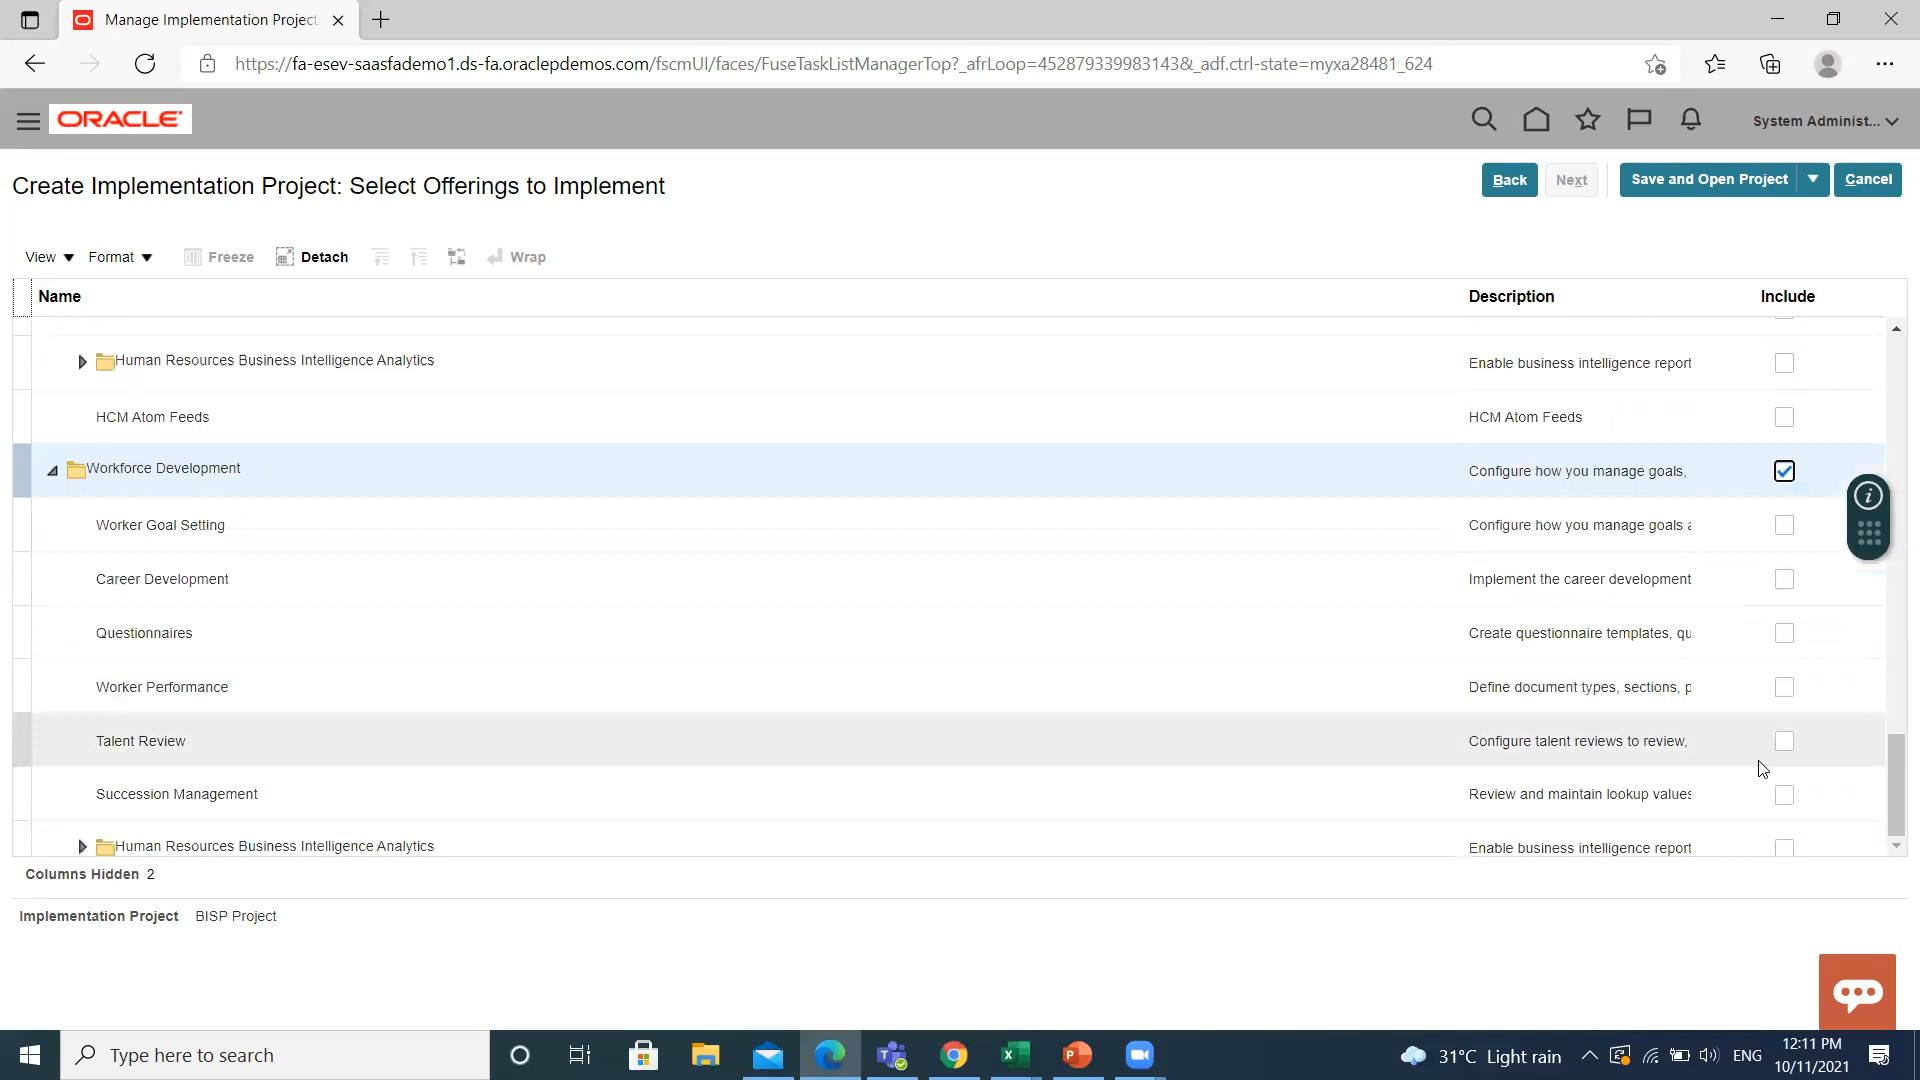 Manage Implementation Project
https://fa-esev-saasfademo1.ds-fa.oraclepdemos.com/fscmUI/faces/FuseTaskListManagerTop?_afrLoop=45287933998314​3&_adf.ctrl-state=myxa28481_624
ORACLE
System Administ...
Create Implementation Project: Select Offerings to Implement
Back Next Save and Open Project Cancel
View Format Freeze Detach Wrap
Name Description Include
Human Resources Business Intelligence Analytics Enable business intelligence report
HCM Atom Feeds HCM Atom Feeds
Workforce Development Configure how you manage goals,
Worker Goal Setting Configure how you manage goals a
Career Development Implement the career development
Questionnaires Create questionnaire templates, qu
Worker Performance Define document types, sections, p
Talent Review Configure talent reviews to review,
Succession Management Review and maintain lookup values
Human Resources Business Intelligence Analytics Enable business intelligence report
Columns Hidden 2
Implementation Project BISP Project
Type here to search
31°C Light rain
ENG
12:11 PM
10/11/2021